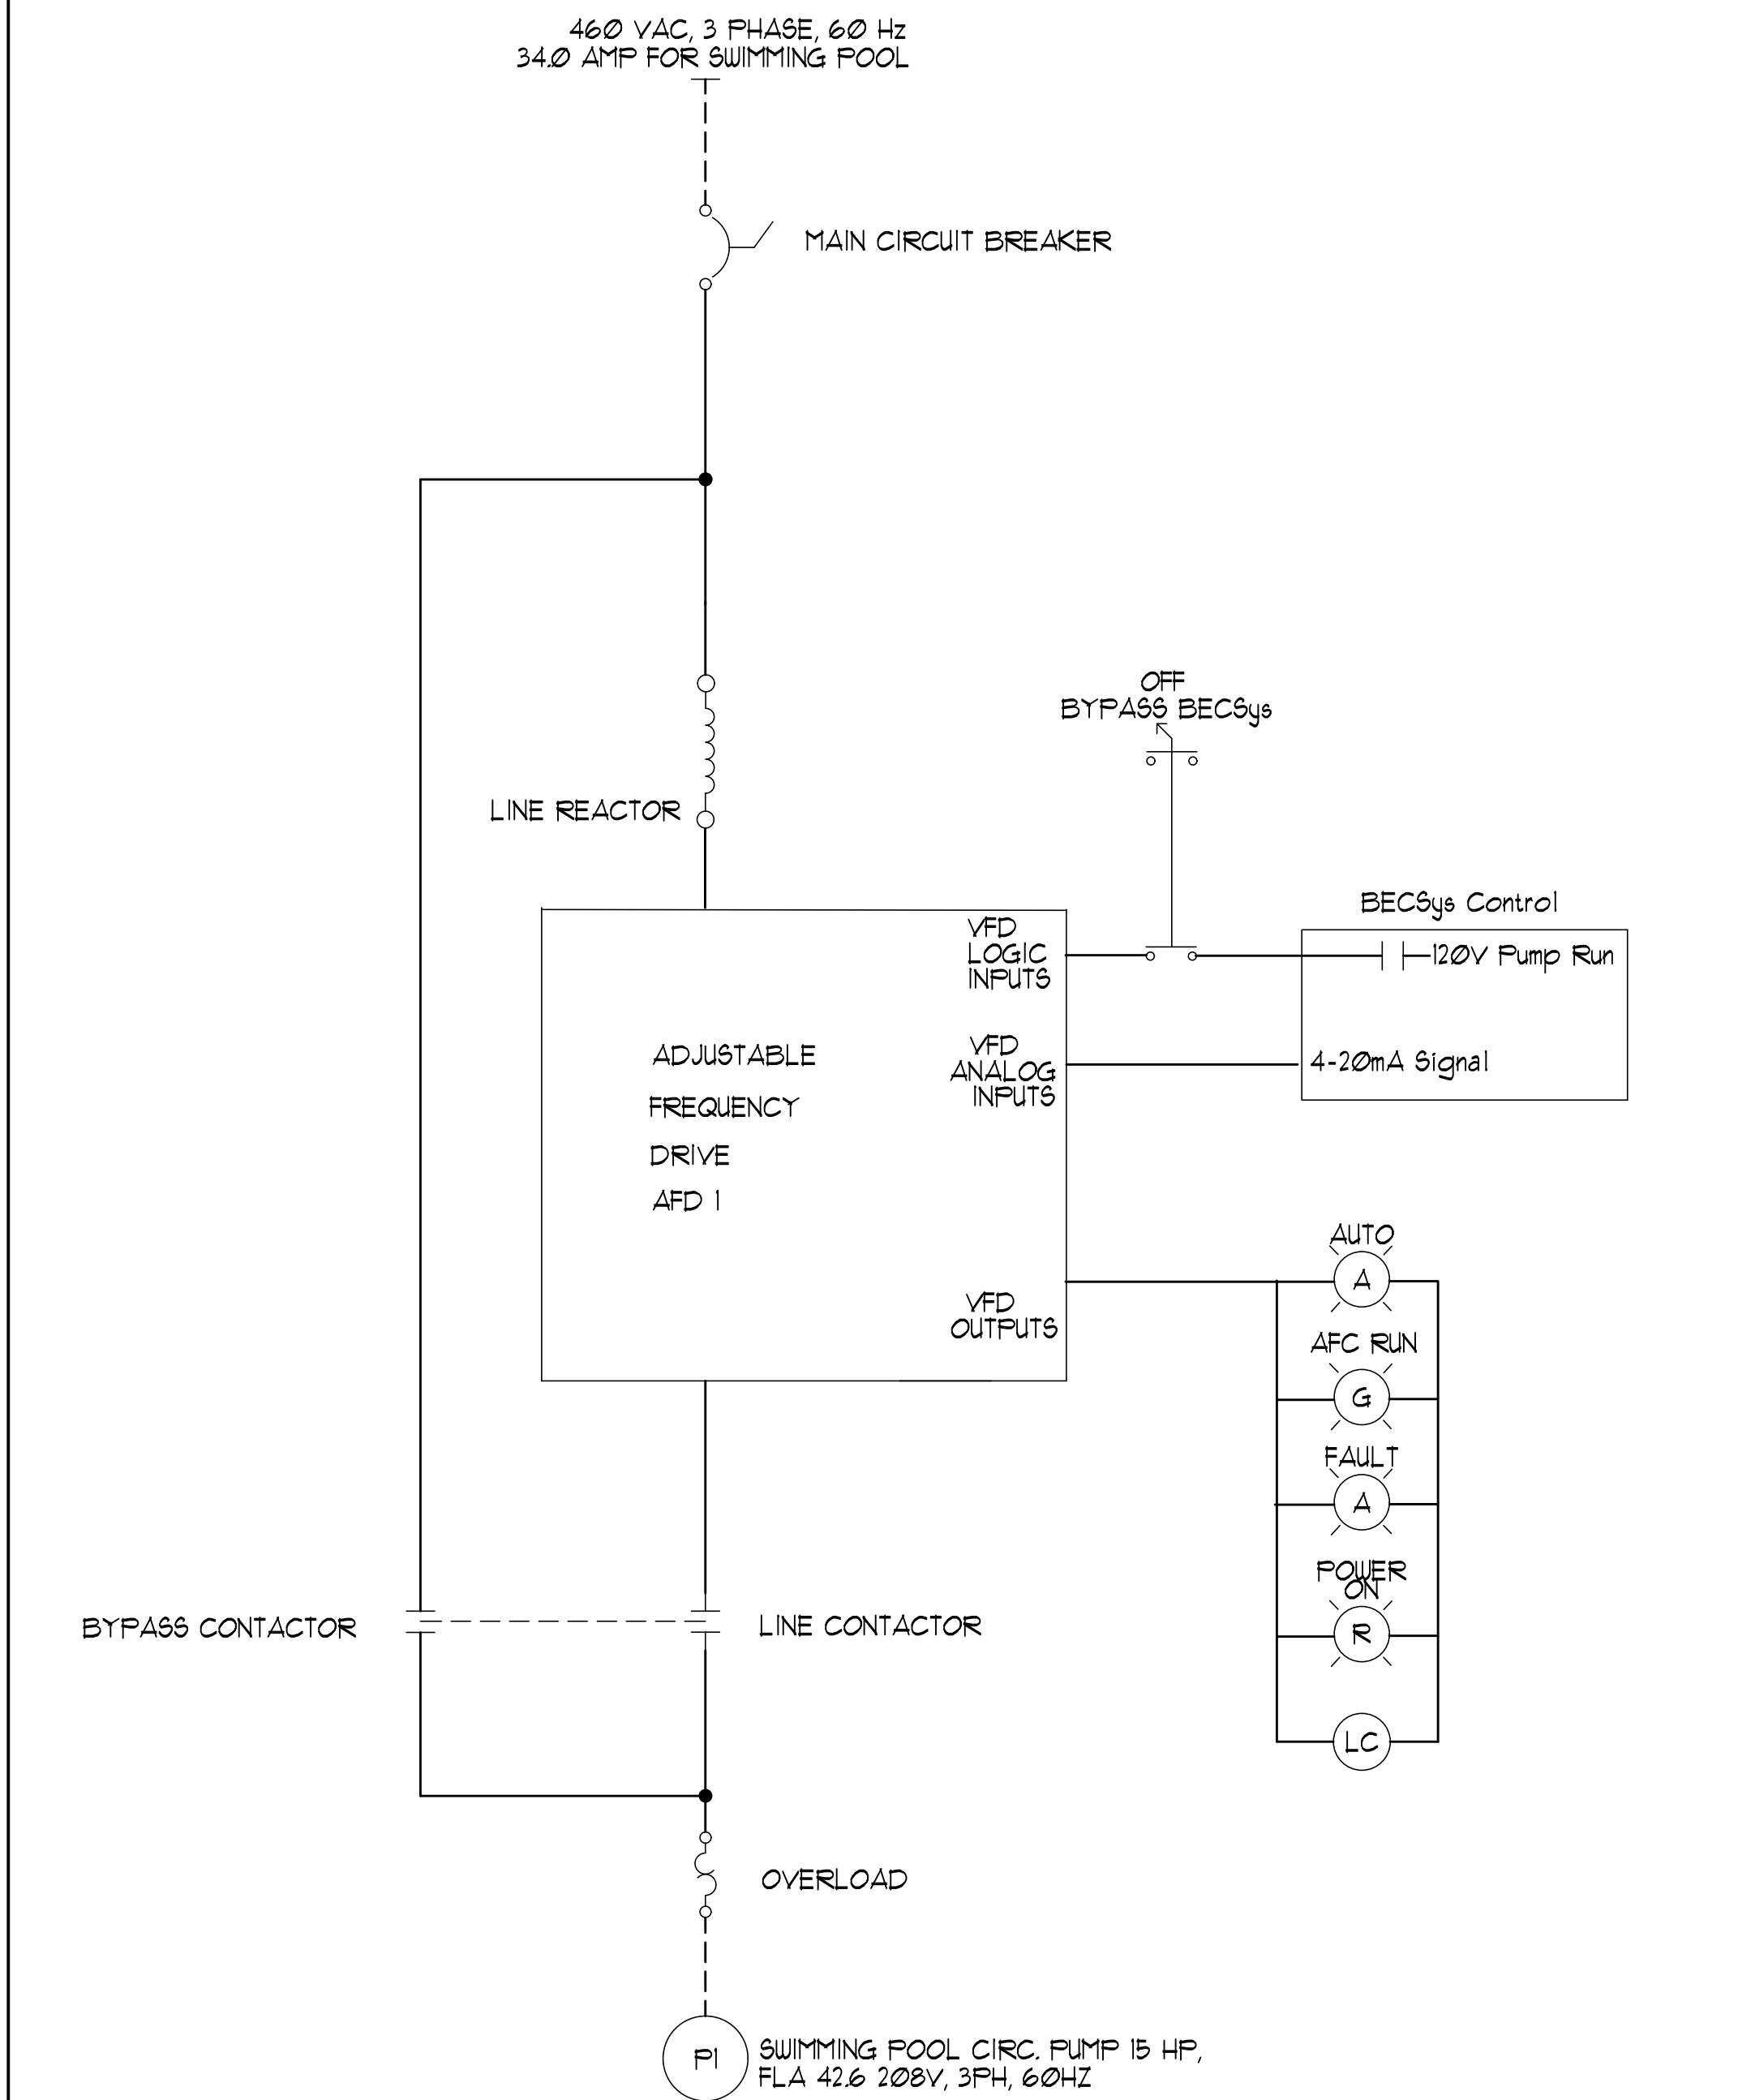 460 VAC, 3 PHASE, 60 Hz
34.0 AMP FOR SWIMMING POOL
MAIN CIRCUIT BREAKER
OFF
BYPASS BECSys
LINE REACTOR
BECSys Control
VFD
LOGIC
INPUTS
120V Pump Run
VFD
ANALOG
INPUTS
4-20mA Signal
ADJUSTABLE
FREQUENCY
DRIVE
AFD 1
VFD
OUTPUTS
AUTO
A
AFC RUN
G
FAULT
A
POWER
ON
R
LC
BYPASS CONTACTOR
LINE CONTACTOR
OVERLOAD
P1
SWIMMING POOL CIRC. PUMP 15 HP,
FLA 42.6 208V, 3PH, 60HZ